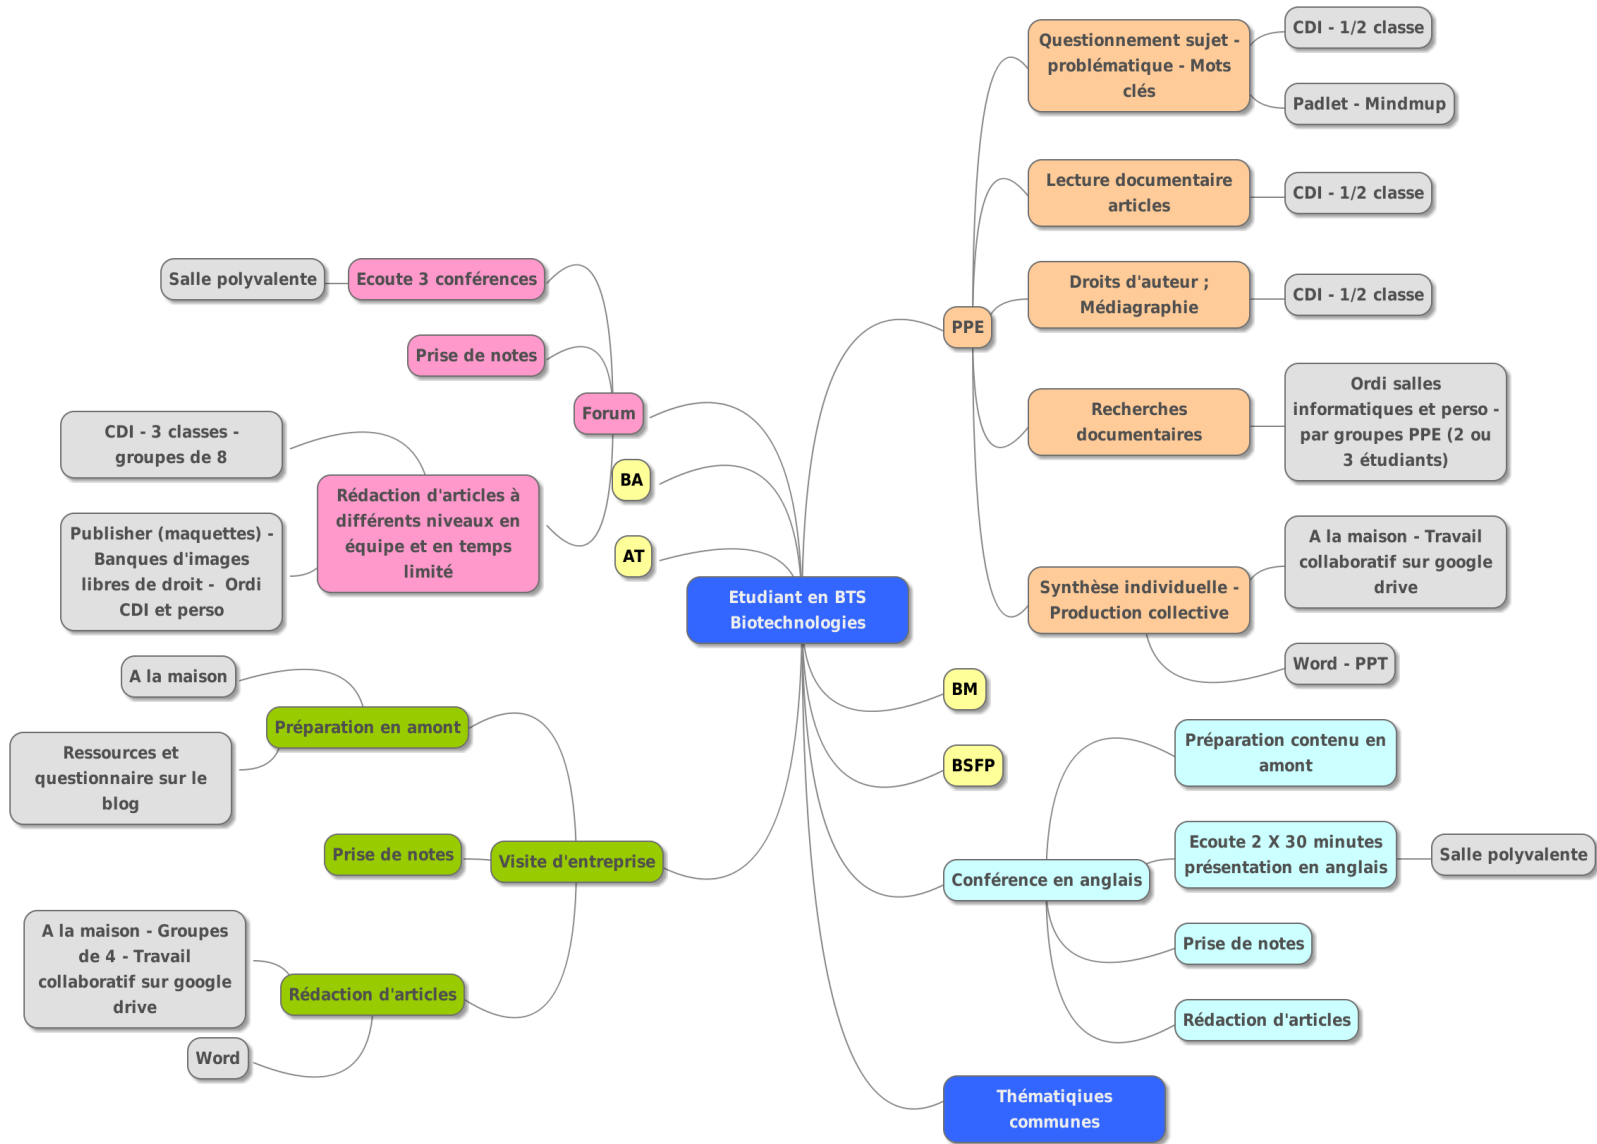 Etudiant en BTS
Biotechnologies
PPE
Questionnement sujet -
problématique - Mots
clés
CDI - 1/2 classe
Padlet - Mindmup
Lecture documentaire
articles
CDI - 1/2 classe
Droits d'auteur ;
Médiagraphie
CDI - 1/2 classe
Recherches
documentaires
Ordi salles
informatiques et perso -
par groupes PPE (2 ou
3 étudiants)
Synthèse individuelle -
Production collective
A la maison - Travail
collaboratif sur google
drive
Word - PPT
BM
BSFP
Conférence en anglais
Préparation contenu en
amont
Ecoute 2 X 30 minutes
présentation en anglais
Salle polyvalente
Prise de notes
Rédaction d'articles
Thématiqiues
communes
Forum
Ecoute 3 conférences
Salle polyvalente
Prise de notes
Rédaction d'articles à
différents niveaux en
équipe et en temps
limité
CDI - 3 classes -
groupes de 8
Publisher (maquettes) -
Banques d'images
libres de droit -  Ordi
CDI et perso
BA
AT
Visite d'entreprise
Préparation en amont
A la maison
Ressources et
questionnaire sur le
blog
Prise de notes
Rédaction d'articles
A la maison - Groupes
de 4 - Travail
collaboratif sur google
drive
Word